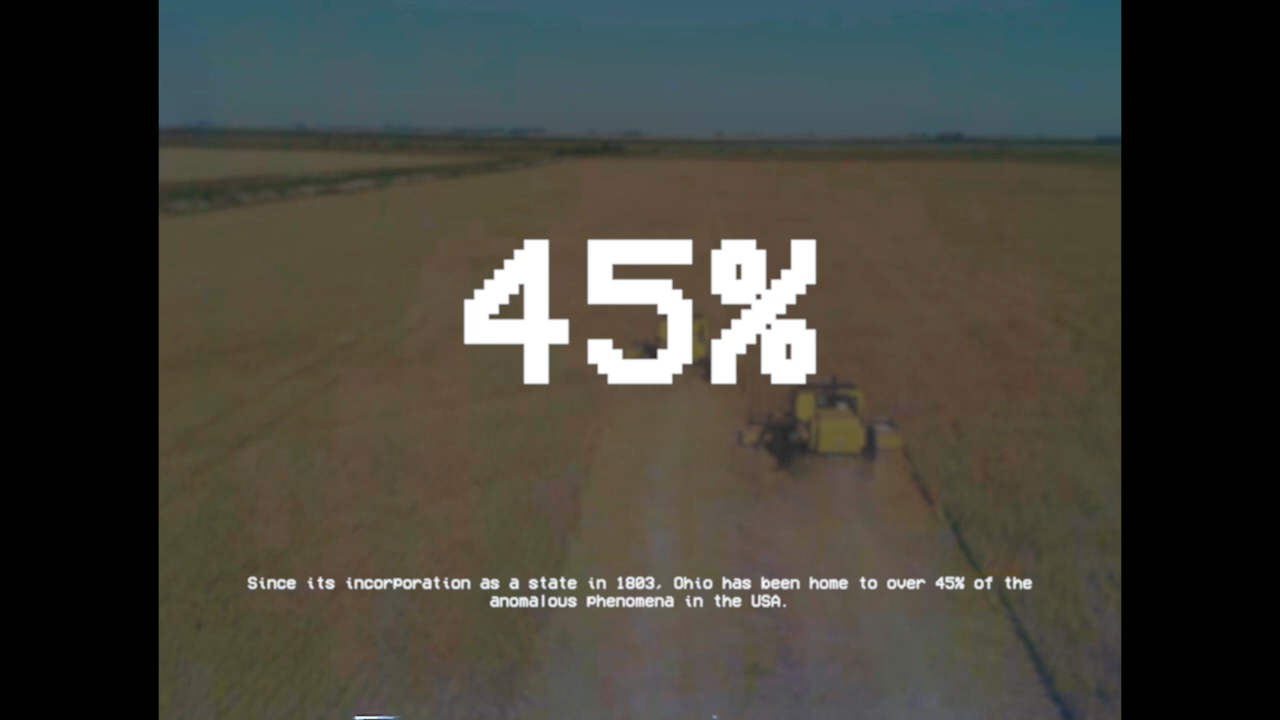 45%
Since its incorporation as a state in 1803, Ohio has been home to over 45% of the
anomalous phenomena in the USA.